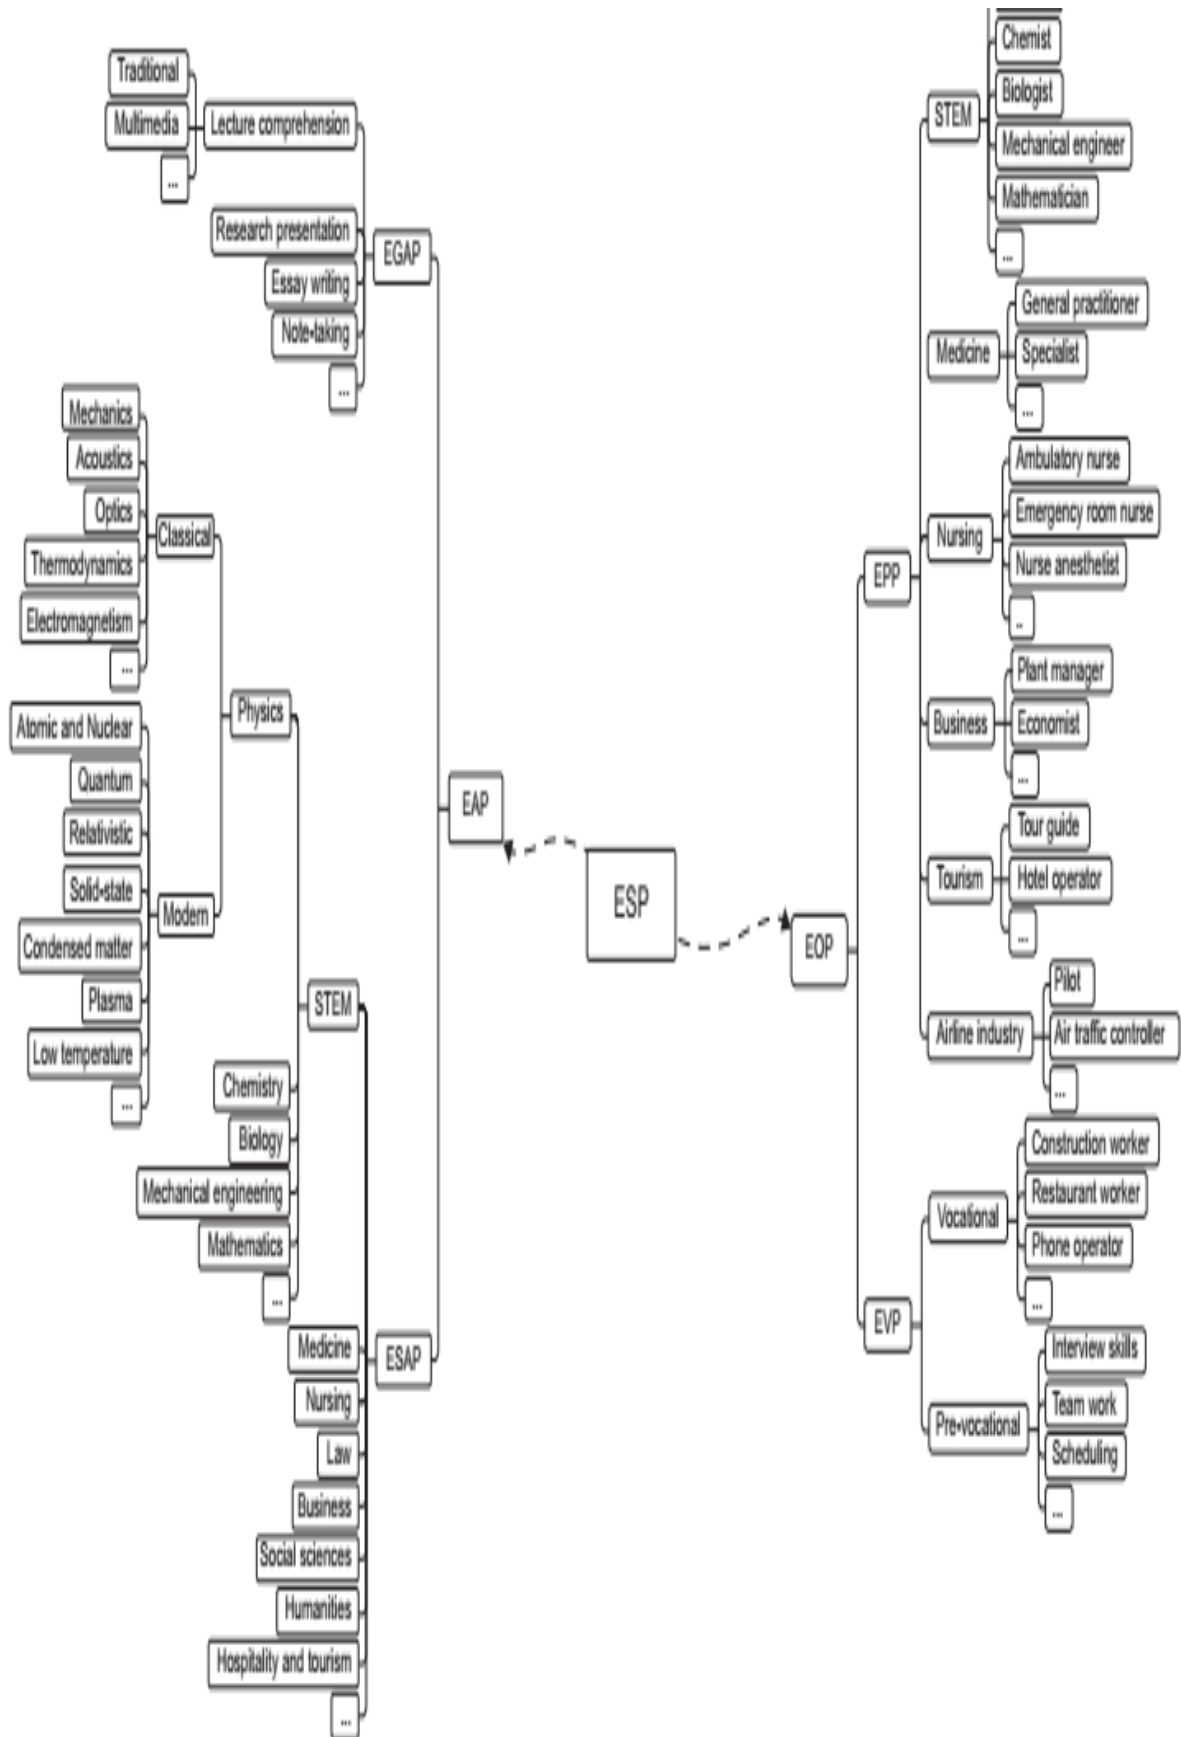 Traditional
Multimedia
...
Lecture comprehension
Research presentation
Essay writing
Note-taking
...
EGAP
Mechanics
Acoustics
Optics
Thermodynamics
Electromagnetism
...
Classical
Atomic and Nuclear
Quantum
Relativistic
Solid-state
Condensed matter
Plasma
Low temperature
...
Modern
Physics
Chemistry
Biology
Mechanical engineering
Mathematics
...
STEM
Medicine
Nursing
Law
Business
Social sciences
Humanities
Hospitality and tourism
...
ESAP
EAP
ESP
EOP
EPP
STEM
Chemist
Biologist
Mechanical engineer
Mathematician
...
Medicine
General practitioner
Specialist
...
Nursing
Ambulatory nurse
Emergency room nurse
Nurse anesthetist
..
Business
Plant manager
Economist
...
Tourism
Tour guide
Hotel operator
...
Airline industry
Pilot
Air traffic controller
...
EVP
Vocational
Construction worker
Restaurant worker
Phone operator
...
Pre-vocational
Interview skills
Team work
Scheduling
...